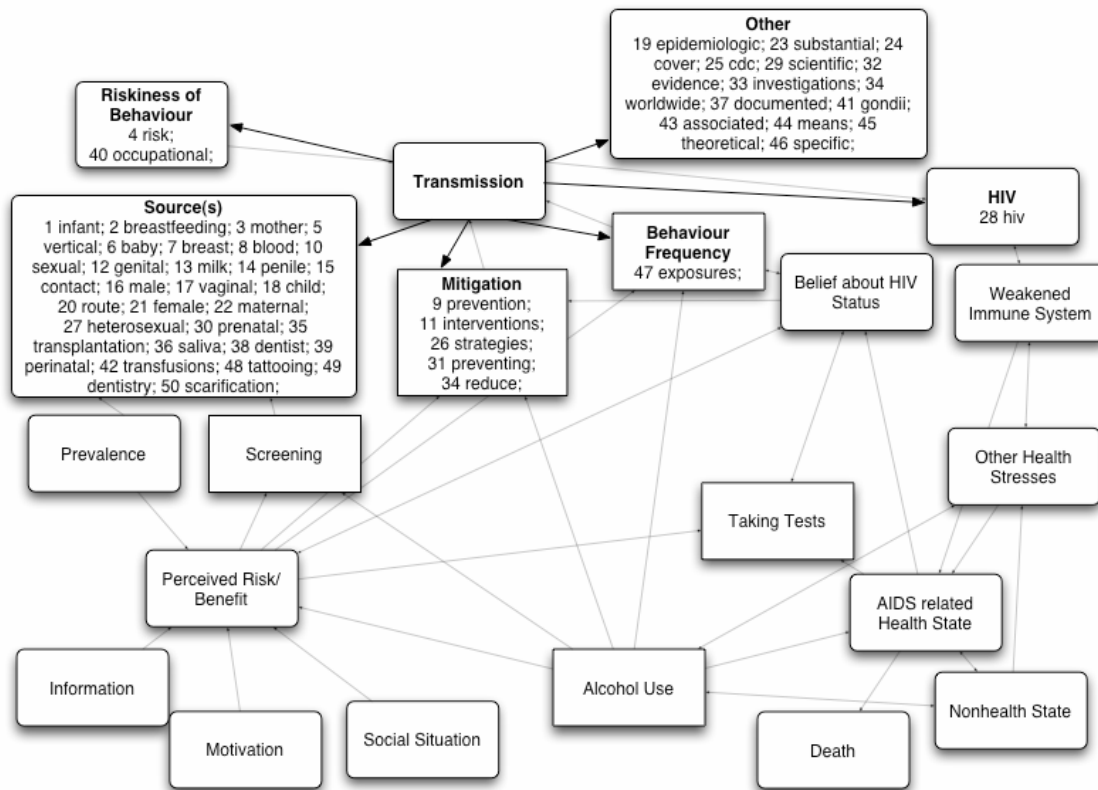 Other
19 epidemiologic; 23 substantial; 24
cover; 25 cdc; 29 scientific; 32
evidence; 33 investigations; 34
worldwide; 37 documented; 41 gondii;
43 associated; 44 means; 45
theoretical; 46 specific;
Riskiness of
Behaviour
4 risk;
40 occupational;
Transmission
HIV
28 hiv
Source(s)
1 infant; 2 breastfeeding; 3 mother; 5
vertical; 6 baby; 7 breast; 8 blood; 10
sexual; 12 genital; 13 milk; 14 penile; 15
contact; 16 male; 17 vaginal; 18 child;
20 route; 21 female; 22 maternal;
27 heterosexual; 30 prenatal; 35
transplantation; 36 saliva; 38 dentist; 39
perinatal; 42 transfusions; 48 tattooing; 49
dentistry; 50 scarification;
Behaviour
Frequency
47 exposures;
Mitigation
9 prevention;
11 interventions;
26 strategies;
31 preventing;
34 reduce;
Belief about HIV
Status
Weakened
Immune System
Prevalence
Screening
Other Health
Stresses
Taking Tests
Perceived Risk/
Benefit
AIDS related
Health State
Information
Motivation
Social Situation
Alcohol Use
Nonhealth State
Death